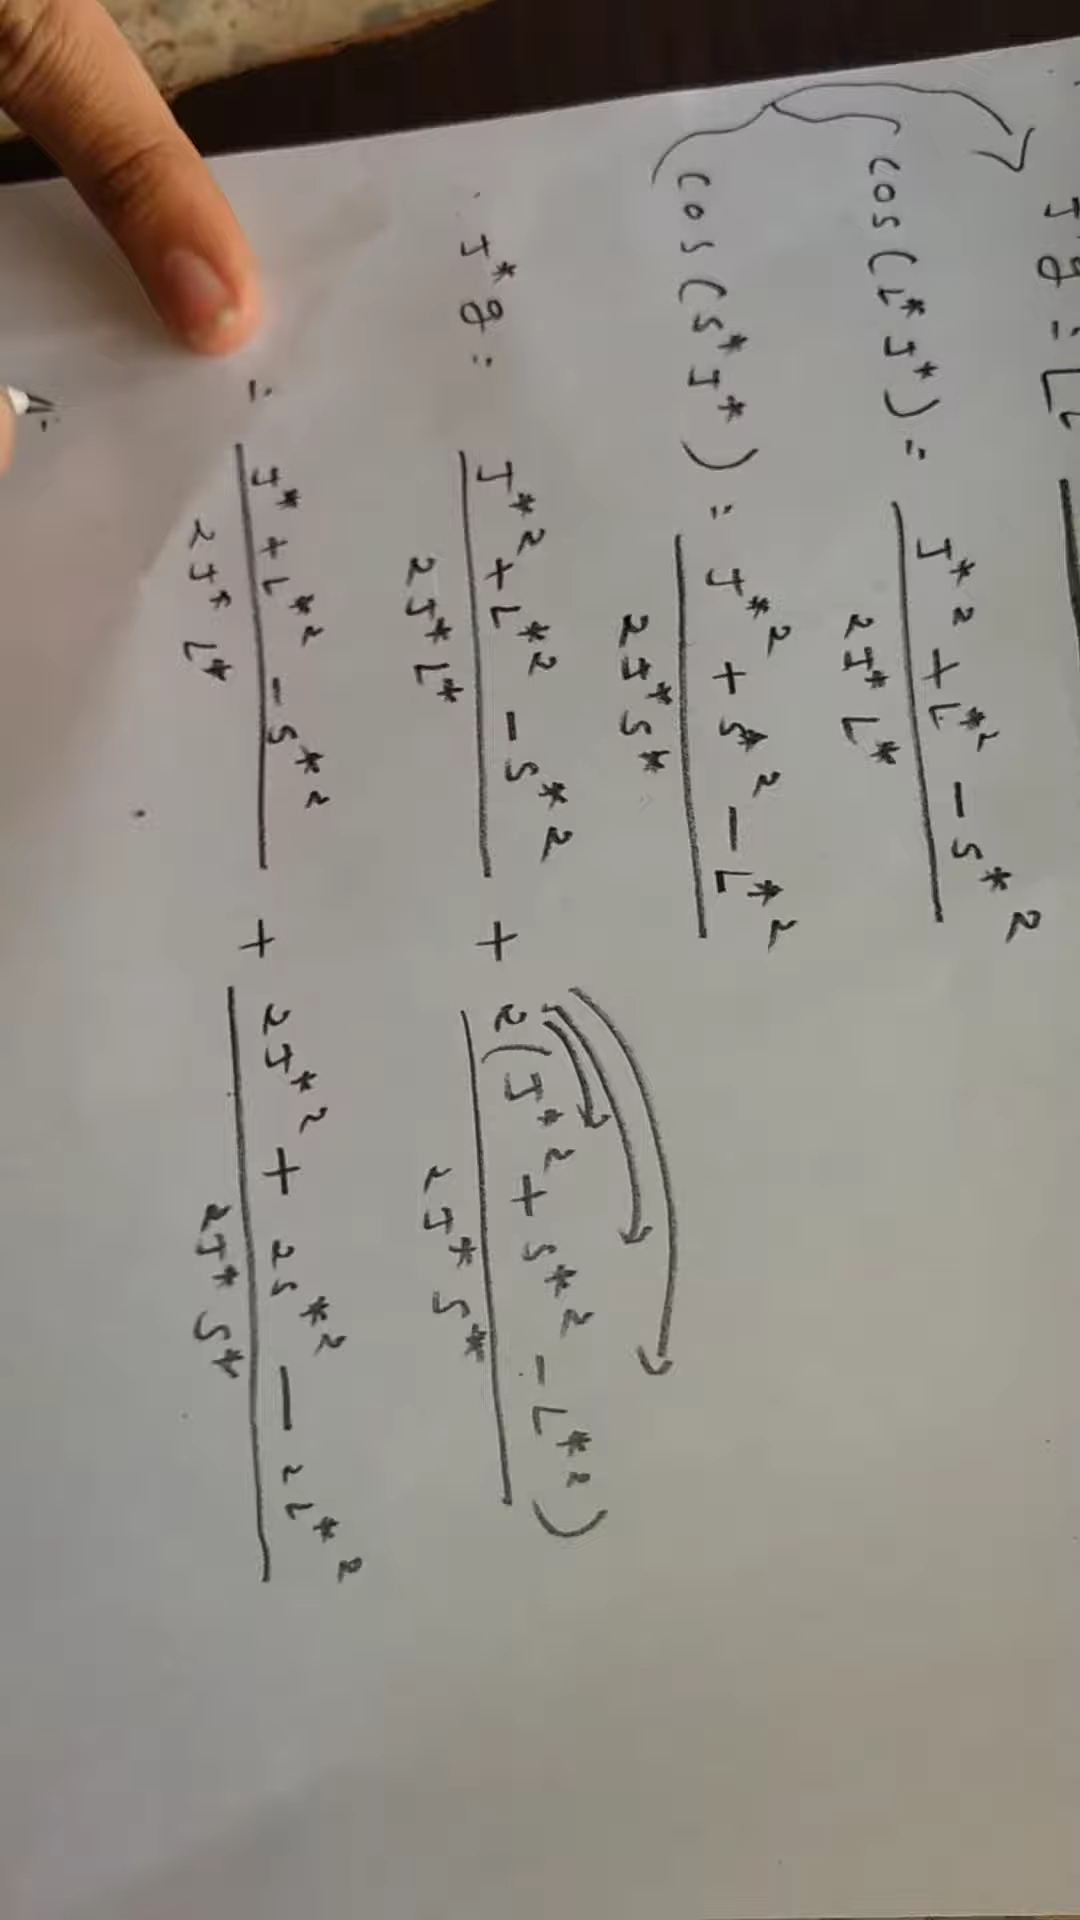 J g = [L
cos(L* J*) = J*² + L*² - S*² / 2J* L*
cos(S* J*) = J*² + S*² - L*² / 2J* S*
J* g = J*² + L*² - S*² / 2J* L* + 2(J*² + S*² - L*²) / 2J* S*
= J* + L*² - S*² / 2J* L* + 2J*² + 2S*² - 2L*² / 2J* S*
=